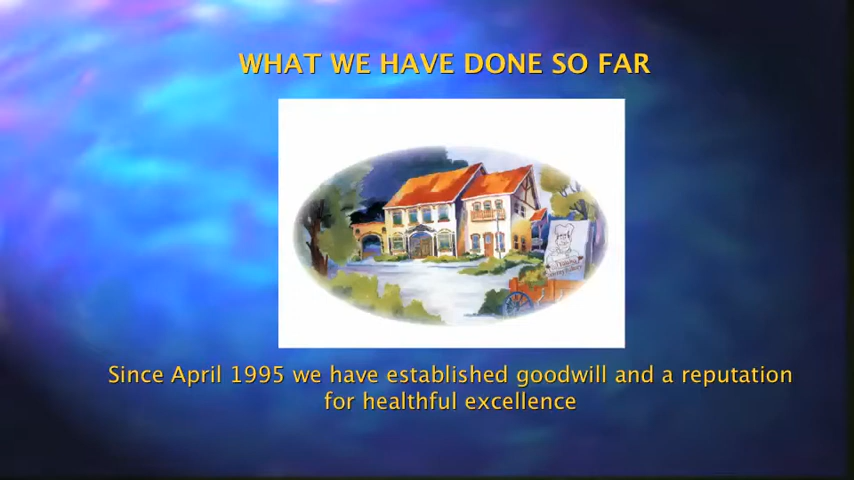 WHAT WE HAVE DONE SO FAR
Since April 1995 we have established goodwill and a reputation
for healthful excellence